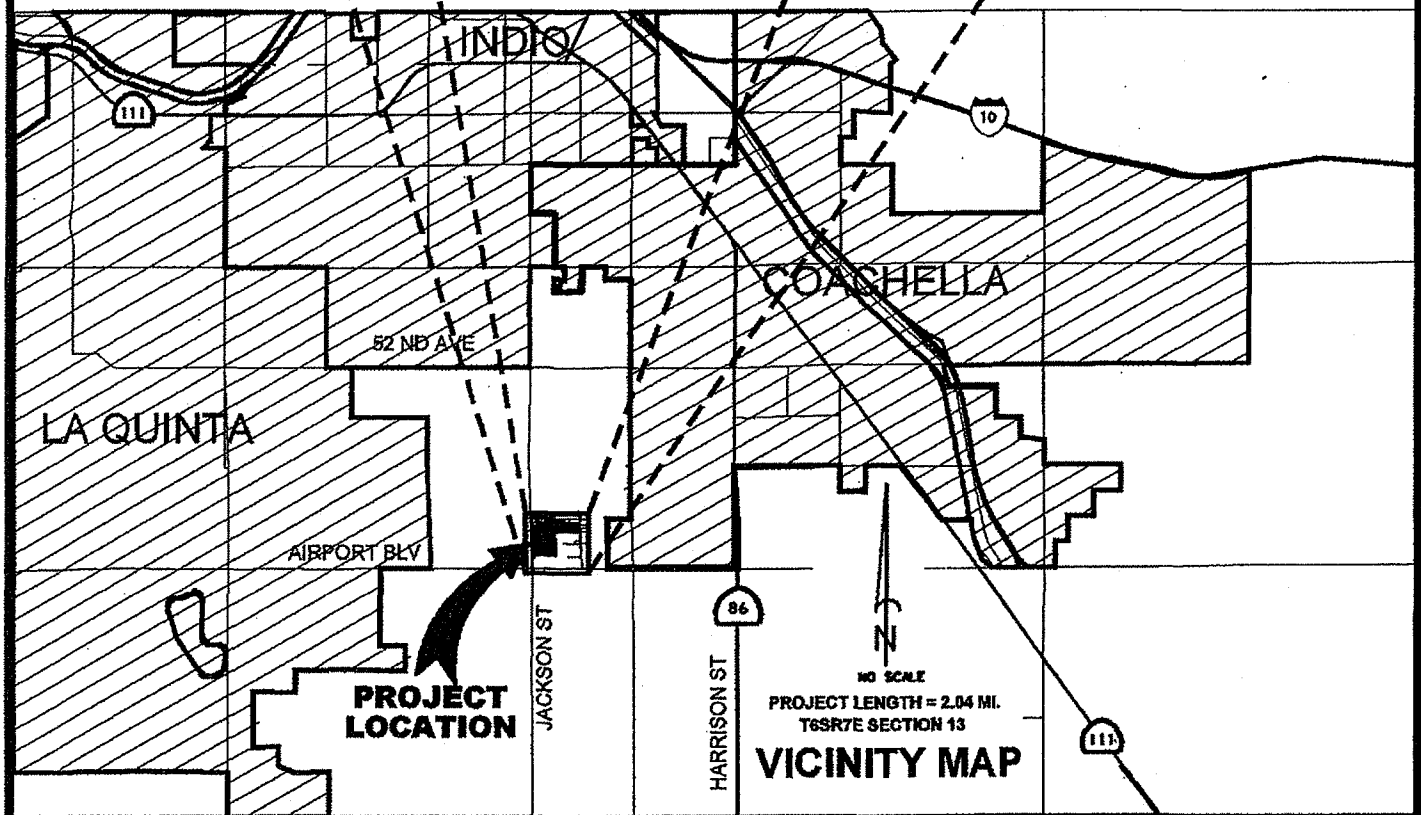 INDIO
111
10
COACHELLA
52 ND AVE
LA QUINTA
AIRPORT BLV
PROJECT
LOCATION
JACKSON ST
HARRISON ST
86
N
NO SCALE
PROJECT LENGTH = 2.04 MI.
T6SR7E SECTION 13
VICINITY MAP
111